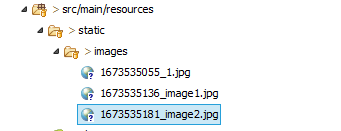 > src/main/resources
> static
> images
1673535055_1.jpg
1673535136_image1.jpg
1673535181_image2.jpg